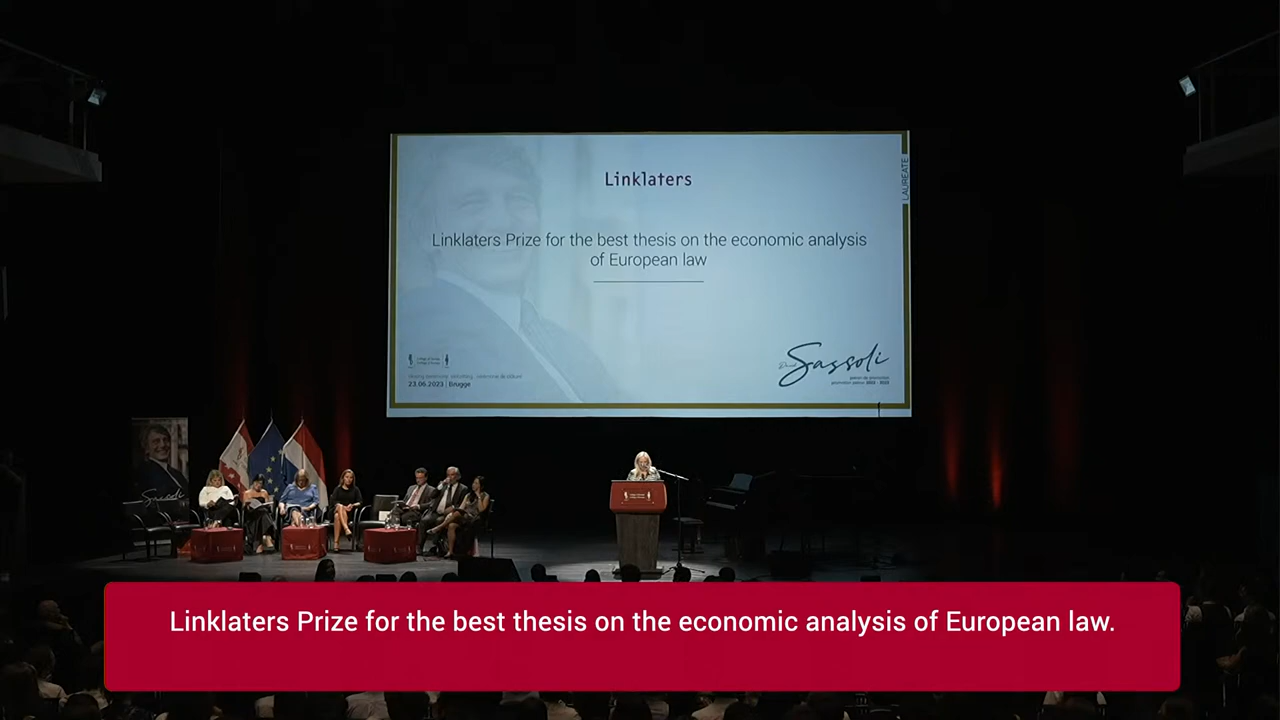 LAUREATE
Linklaters
Linklaters Prize for the best thesis on the economic analysis
of European law
Sassoli
23.06.2023 | Brugge
Sassoli
Linklaters Prize for the best thesis on the economic analysis of European law.